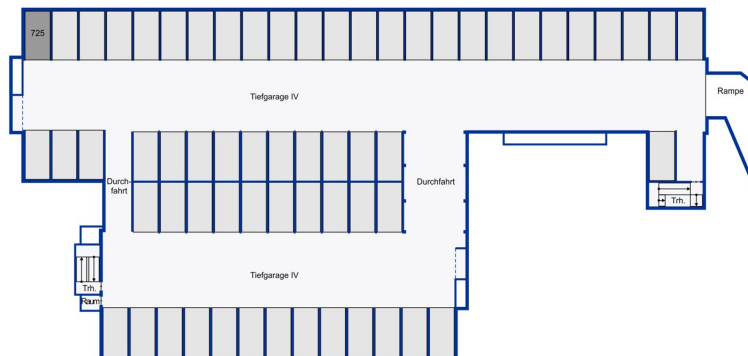 725
Tiefgarage IV
Rampe
Durch-
fahrt
Durchfahrt
Trh.
Tiefgarage IV
Trh.
Raum